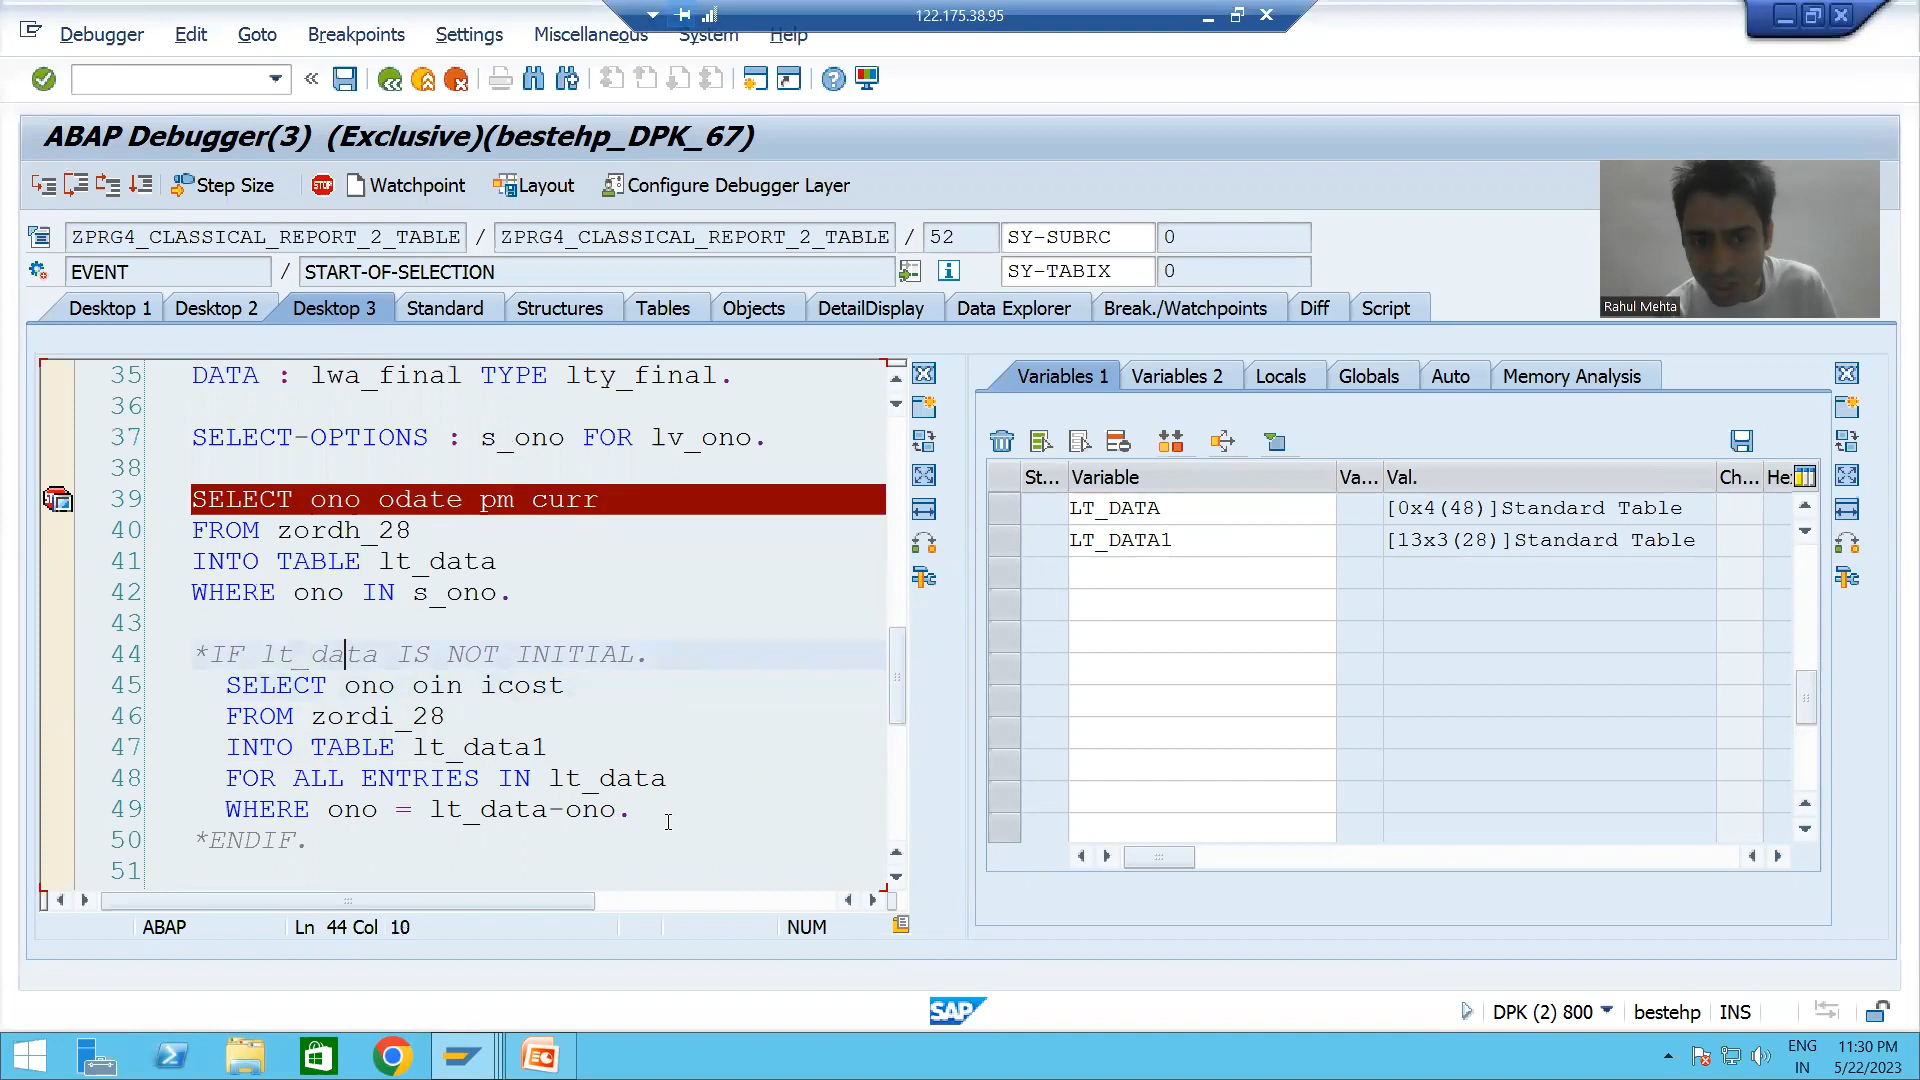 122.175.38.95
Debugger Edit Goto Breakpoints Settings Miscellaneous System Help
ABAP Debugger(3) (Exclusive)(bestehp_DPK_67)
Step Size STOP Watchpoint Layout Configure Debugger Layer
ZPRG4_CLASSICAL_REPORT_2_TABLE / ZPRG4_CLASSICAL_REPORT_2_TABLE / 52 SY-SUBRC 0
EVENT / START-OF-SELECTION SY-TABIX 0
Rahul Mehta
Desktop 1 Desktop 2 Desktop 3 Standard Structures Tables Objects DetailDisplay Data Explorer Break./Watchpoints Diff Script
35 DATA : lwa_final TYPE lty_final.
36
37 SELECT-OPTIONS : s_ono FOR lv_ono.
38
39 SELECT ono odate pm curr
40 FROM zordh_28
41 INTO TABLE lt_data
42 WHERE ono IN s_ono.
43
44 *IF lt_data IS NOT INITIAL.
45 SELECT ono oin icost
46 FROM zordi_28
47 INTO TABLE lt_data1
48 FOR ALL ENTRIES IN lt_data
49 WHERE ono = lt_data-ono.
50 *ENDIF.
51
ABAP Ln 44 Col 10 NUM
Variables 1 Variables 2 Locals Globals Auto Memory Analysis
St... Variable Va... Val. Ch... He
LT_DATA [0x4(48)]Standard Table
LT_DATA1 [13x3(28)]Standard Table
SAP
DPK (2) 800 bestehp INS
ENG 11:30 PM
IN 5/22/2023